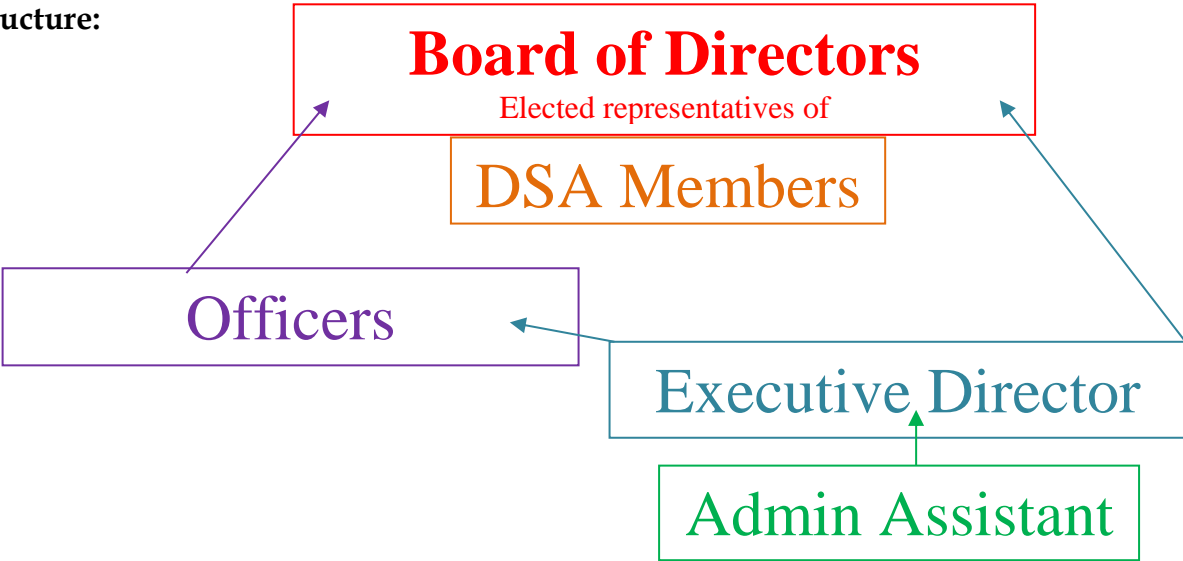 ucture:
Board of Directors
Elected representatives of
DSA Members
Officers
Executive Director
Admin Assistant